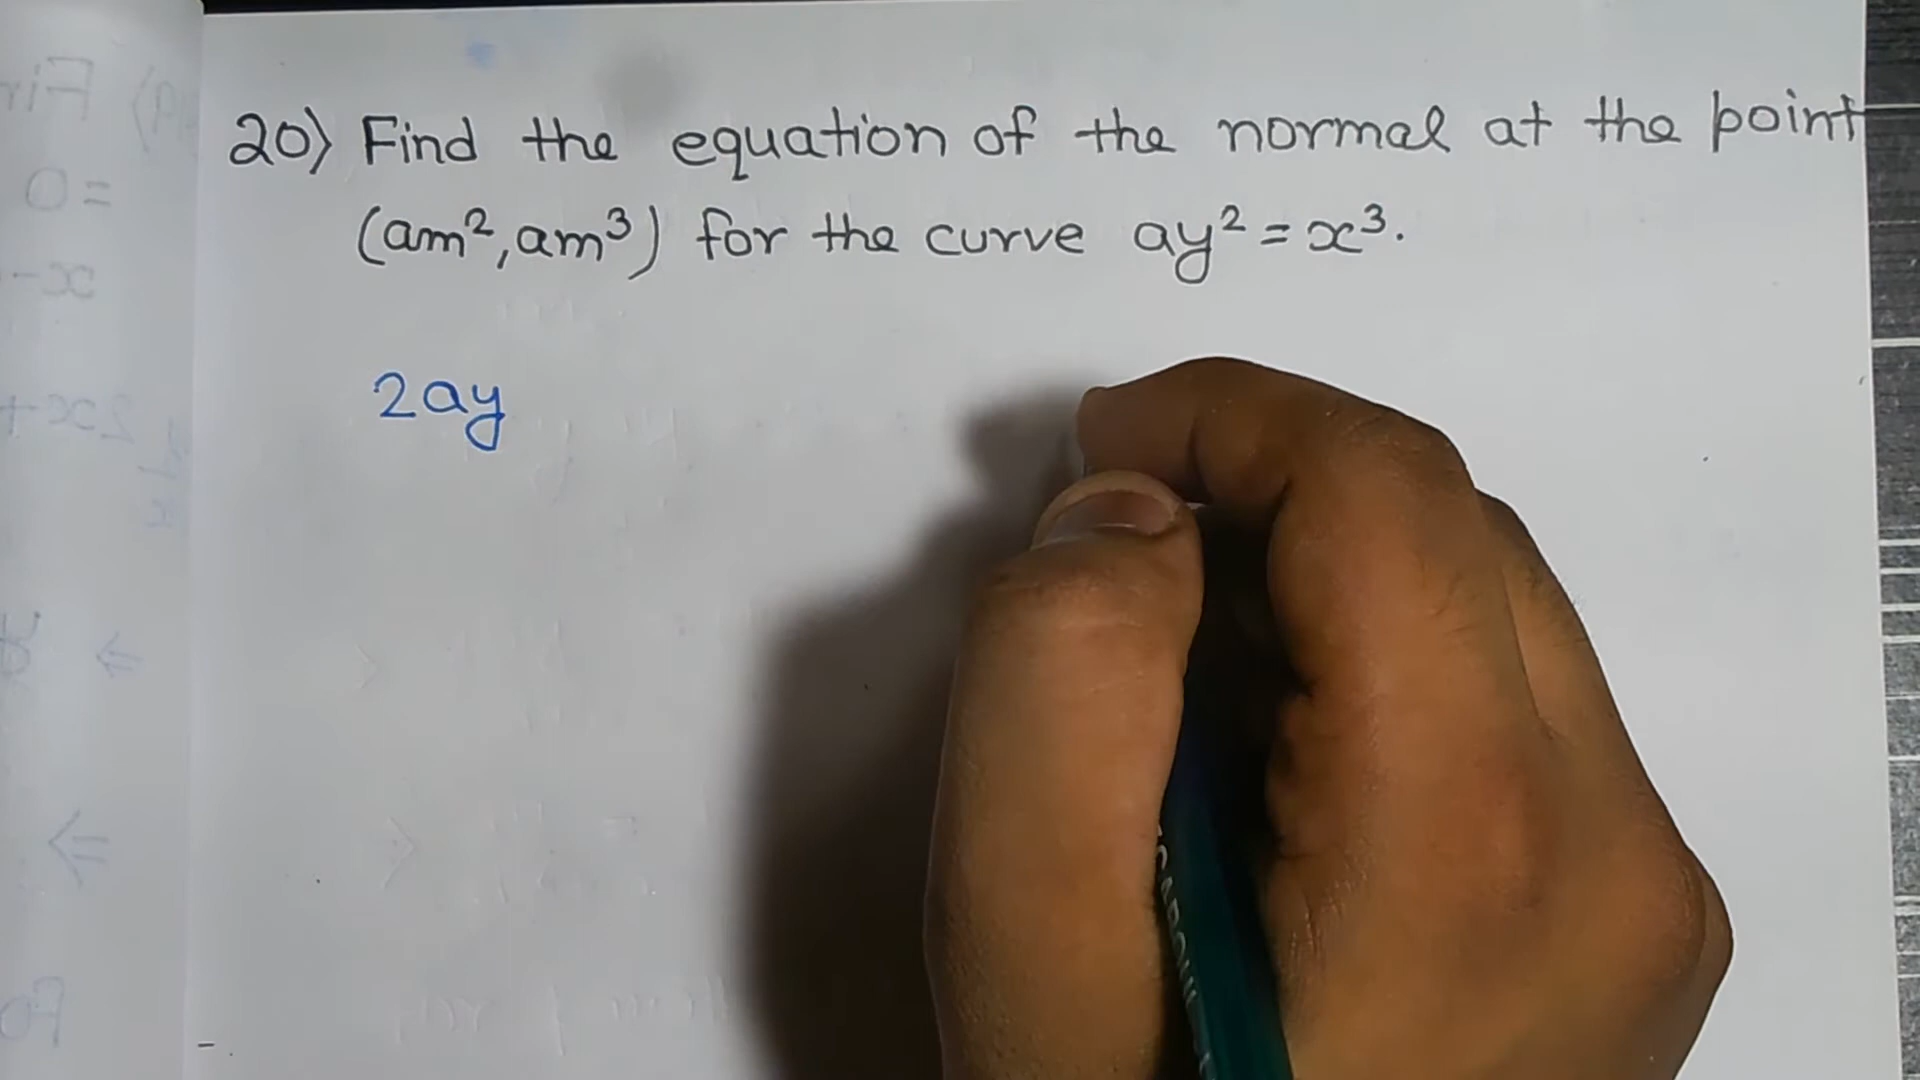 20) Find the equation of the normal at the point
(am², am³) for the curve ay² = x³.
2ay